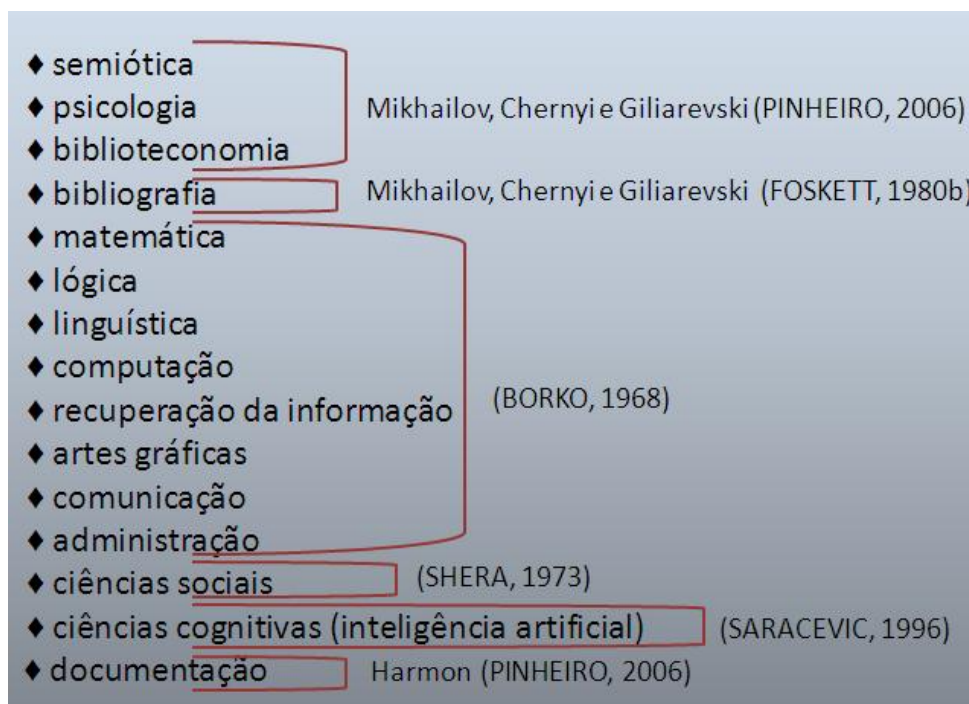 ♦ semiótica
♦ psicologia Mikhailov, Chernyi e Giliarevski (PINHEIRO, 2006)
♦ biblioteconomia
♦ bibliografia Mikhailov, Chernyi e Giliarevski (FOSKETT, 1980b)
♦ matemática
♦ lógica
♦ linguística
♦ computação
♦ recuperação da informação (BORKO, 1968)
♦ artes gráficas
♦ comunicação
♦ administração
♦ ciências sociais (SHERA, 1973)
♦ ciências cognitivas (inteligência artificial) (SARACEVIC, 1996)
♦ documentação Harmon (PINHEIRO, 2006)